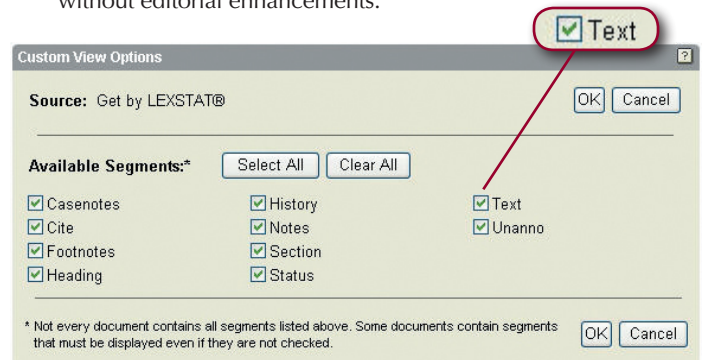 without editorial enhancements.
Text
Custom View Options ?
Source: Get by LEXSTAT® OK Cancel
Available Segments:* Select All Clear All
Casenotes History Text
Cite Notes Unanno
Footnotes Section
Heading Status
* Not every document contains all segments listed above. Some documents contain segments
that must be displayed even if they are not checked.
OK Cancel